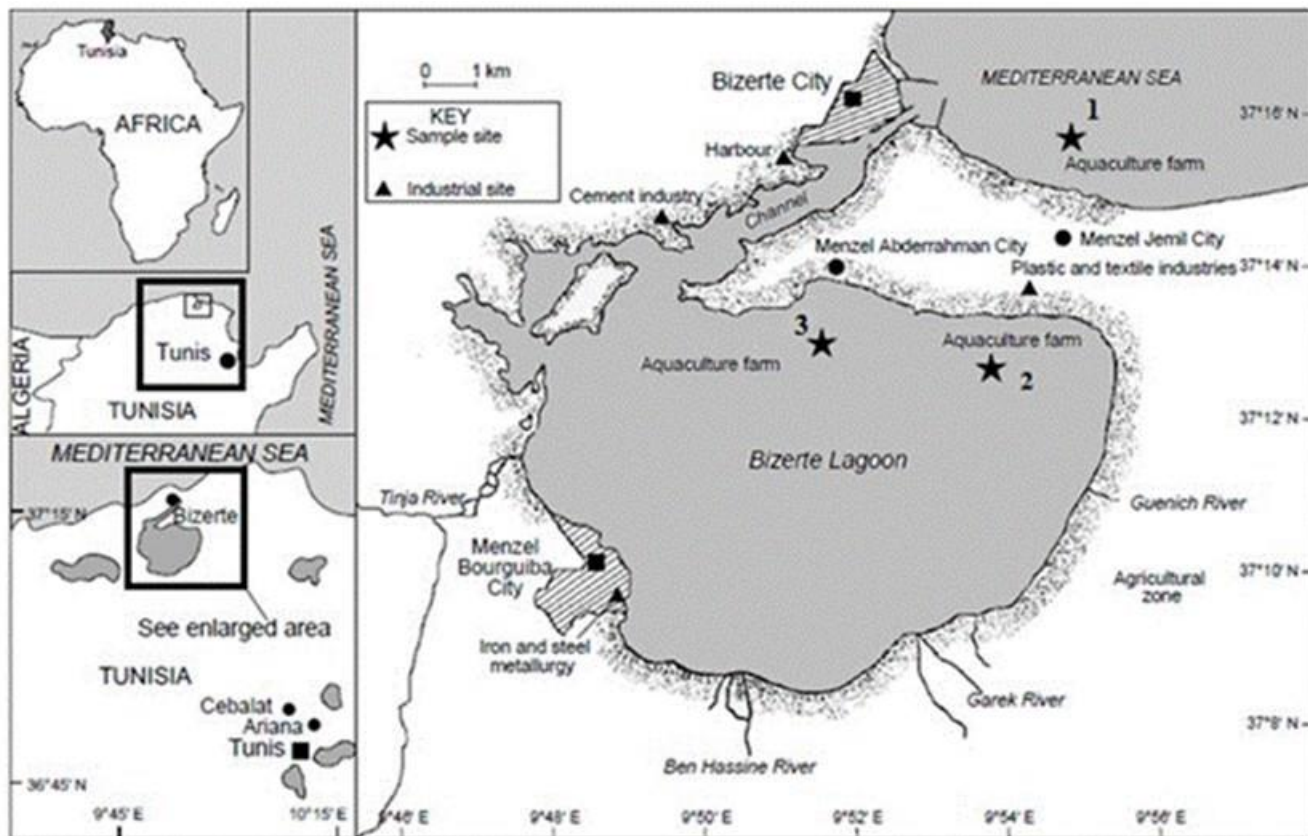 Tunisia
AFRICA
ALGERIA
Tunis
TUNISIA
MEDITERRANEAN SEA
MEDITERRANEAN SEA
37°15' N
Bizerte
See enlarged area
TUNISIA
Cebalat
Ariana
Tunis
36°45' N
9°45 E
10°15 E
0 1 km
KEY
Sample site
Industrial site
Bizerte City
MEDITERRANEAN SEA
1
37°16' N
Aquaculture farm
Harbour
Cement industry
Channel
Menzel Abderrahman City
Menzel Jemil City
37°14' N
Plastic and textile industries
3
Aquaculture farm
Aquaculture farm
2
37°12' N
Bizerte Lagoon
Tinja River
Guenich River
Menzel
Bourguiba
City
37°10' N
Agricultural
zone
Iron and steel
metallurgy
Garek River
37°8' N
Ben Hassine River
9°46 E
9°48 E
9°50 E
9°52 E
9°54 E
9°56 E